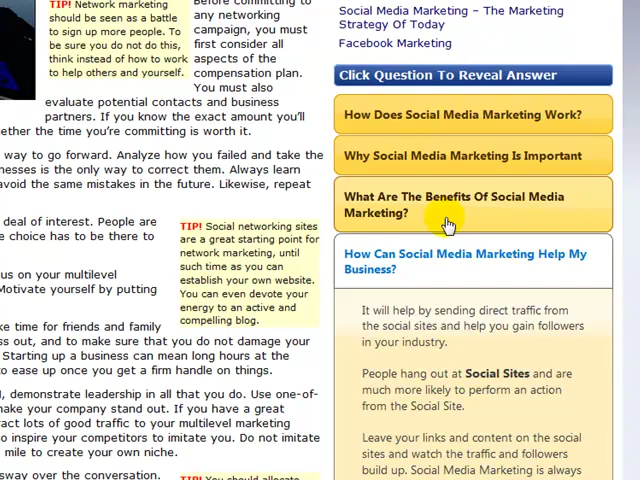 TIP! Network marketing
should be seen as a battle
to sign up more people. To
be sure you do not do this,
think instead of how to work
to help others and yourself.
Before committing to
any networking
campaign, you must
first consider all
aspects of the
compensation plan.
You must also
evaluate potential contacts and business
partners. If you know the exact amount you'll
ether the time you're committing is worth it.
way to go forward. Analyze how you failed and take the
nesses is the only way to correct them. Always learn
avoid the same mistakes in the future. Likewise, repeat
deal of interest. People are
e choice has to be there to
TIP! Social networking sites
are a great starting point for
network marketing, until
such time as you can
establish your own website.
You can even devote your
energy to an active and
compelling blog.
us on your multilevel
Motivate yourself by putting
ke time for friends and family
ss out, and to make sure that you do not damage your
Starting up a business can mean long hours at the
to ease up once you get a firm handle on things.
l, demonstrate leadership in all that you do. Use one-of-
make your company stand out. If you have a great
ract lots of good traffic to your multilevel marketing
o inspire your competitors to imitate you. Do not imitate
mile to create your own niche.
sway over the conversation.
TIP! You should allocate
Social Media Marketing – The Marketing
Strategy Of Today
Facebook Marketing
Click Question To Reveal Answer
How Does Social Media Marketing Work?
Why Social Media Marketing Is Important
What Are The Benefits Of Social Media
Marketing?
How Can Social Media Marketing Help My
Business?
It will help by sending direct traffic from
the social sites and help you gain followers
in your industry.
People hang out at Social Sites and are
much more likely to perform an action
from the Social Site.
Leave your links and content on the social
sites and watch the traffic and followers
build up. Social Media Marketing is always